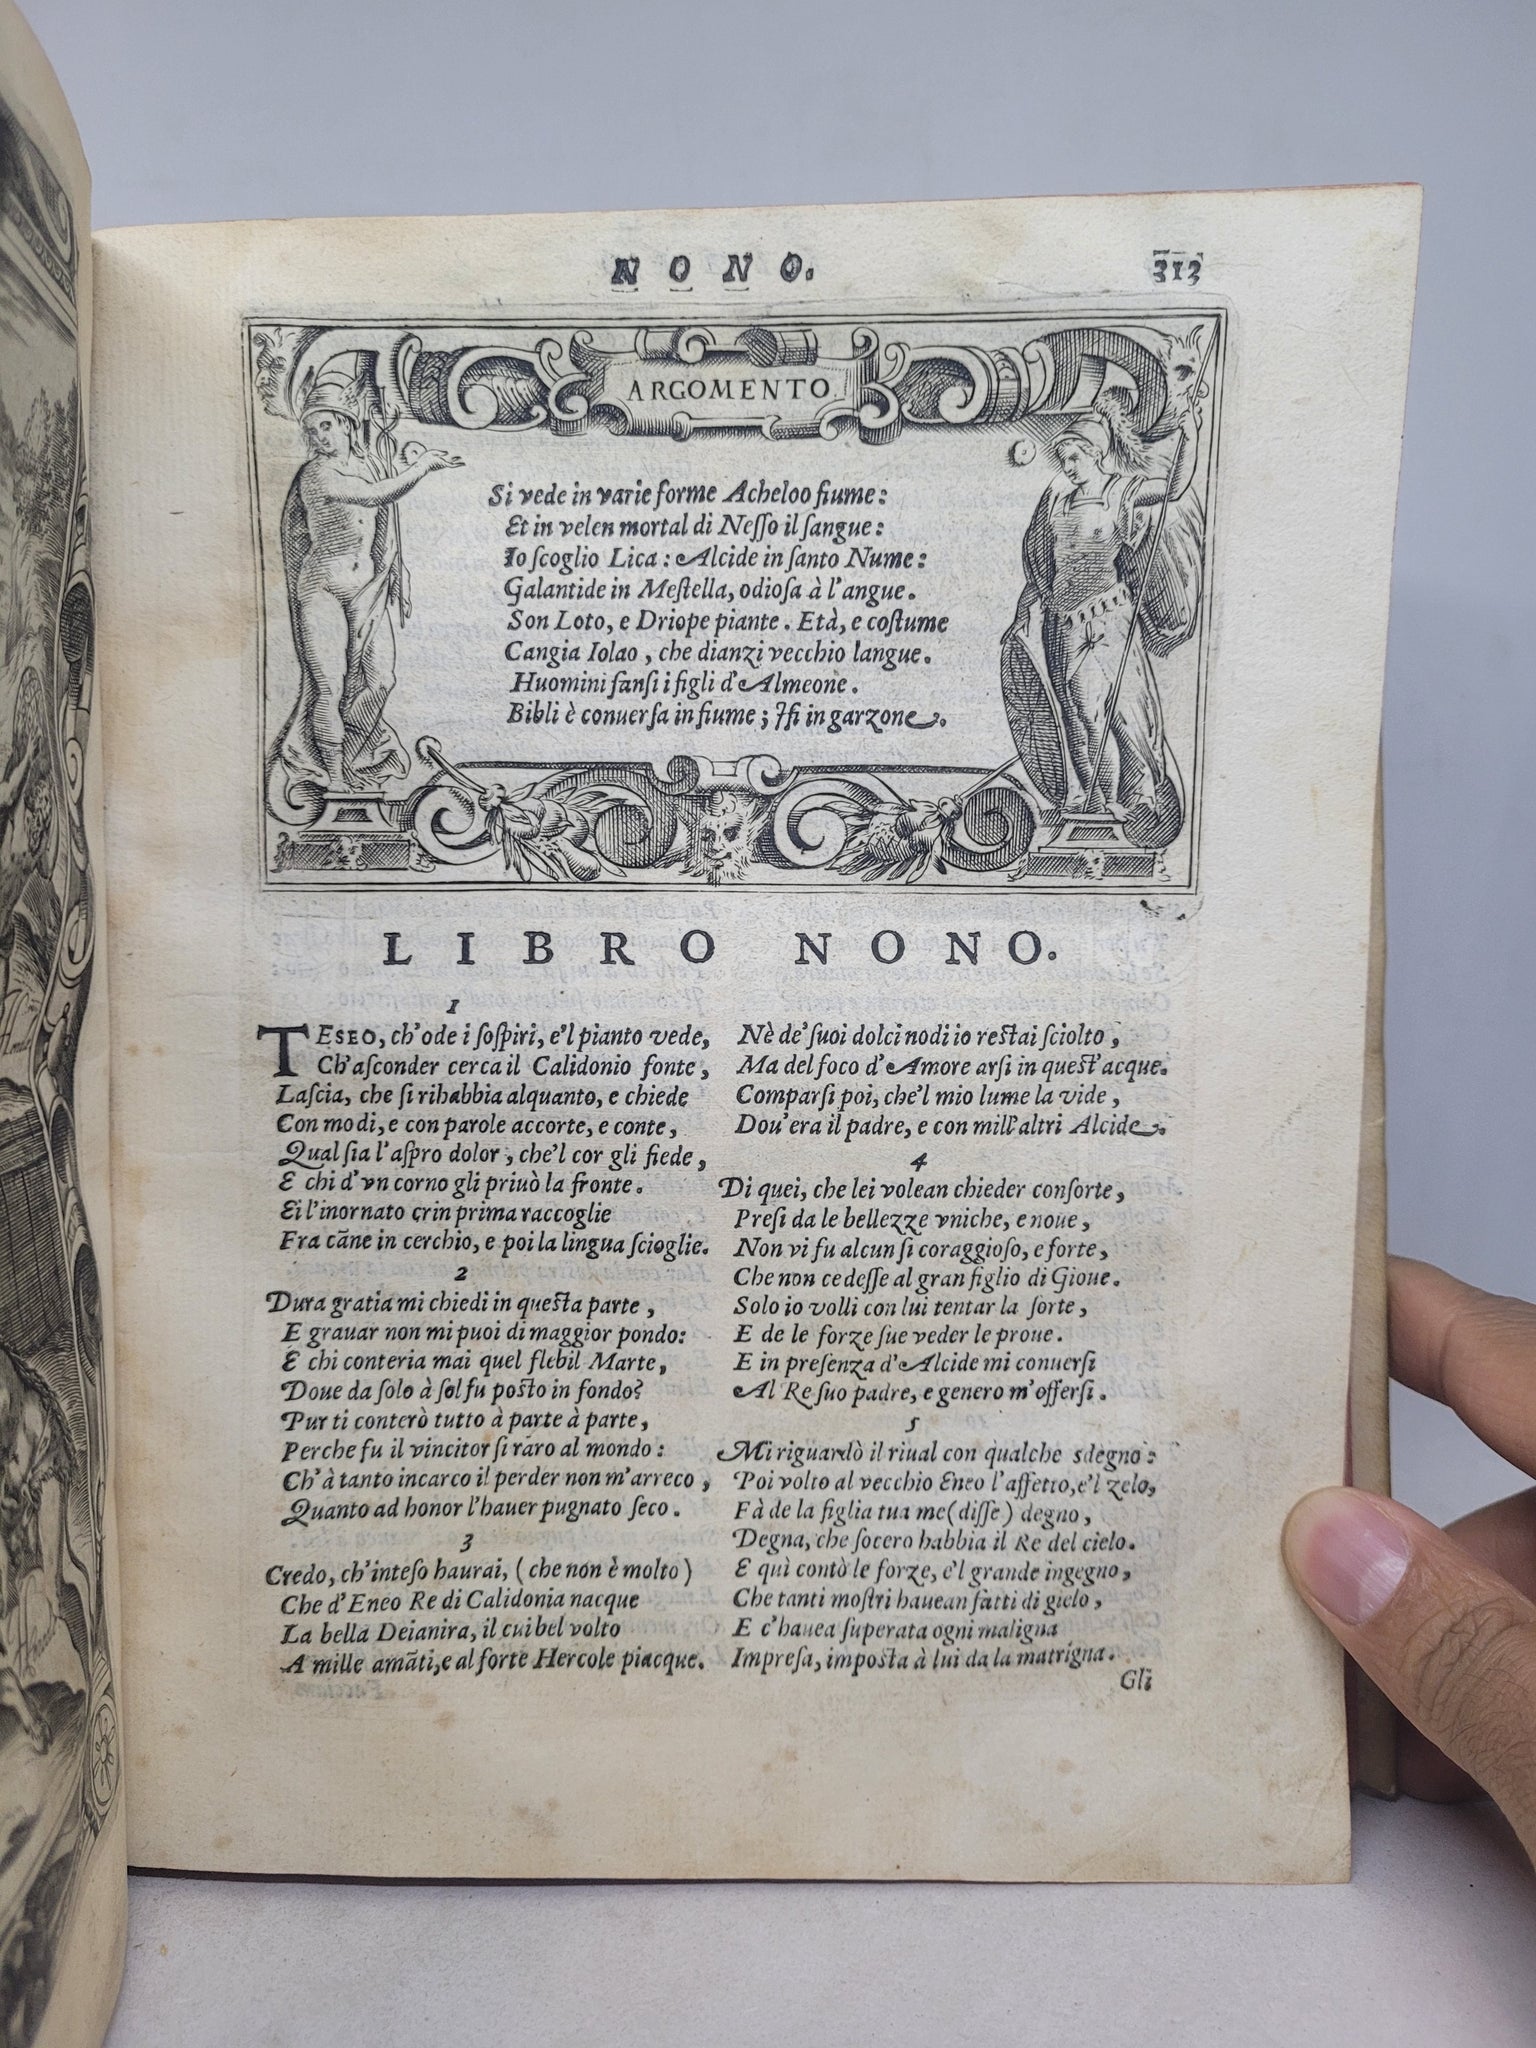 NONO.
313
ARGOMENTO
Si vede in varie forme Acheloo fiume:
Et in velen mortal di Neſſo il ſangue:
Io ſcoglio Lica: Alcide in ſanto Nume:
Galantide in Meſtella, odioſa à l'angue.
Son Loto, e Driope piante. Età, e coſtume
Cangia Iolao, che dianzi vecchio langue.
Huomini fanſi i figli d'Almeone.
Bibli è conuerſa in fiume; Iſi in garzone.
LIBRO NONO.
1
TESEO, ch'ode i ſoſpiri, e'l pianto vede,
Ch'aſconder cerca il Calidonio fonte,
Laſcia, che ſi rihabbia alquanto, e chiede
Con modi, e con parole accorte, e conte,
Qual ſia l'aſpro dolor, che'l cor gli fiede,
E chi d'vn corno gli priuò la fronte.
Ei l'inornato crin prima raccoglie
Fra cāne in cerchio, e poi la lingua ſcioglie.
2
Dura gratia mi chiedi in queſta parte,
E grauar non mi puoi di maggior pondo:
E chi conteria mai quel flebil Marte,
Doue da ſolo à ſol fu poſto in fondo?
Pur ti conterò tutto à parte à parte,
Perche fu il vincitor ſi raro al mondo:
Ch'à tanto incarco il perder non m'arreco,
Quanto ad honor l'hauer pugnato ſeco.
3
Credo, ch'inteſo haurai, (che non è molto)
Che d'Eneo Re di Calidonia nacque
La bella Deianira, il cui bel volto
A mille amāti, e al forte Hercole piacque.
Nè de' ſuoi dolci nodi io reſtai ſciolto,
Ma del foco d'Amore arſi in queſt'acque.
Comparſi poi, che'l mio lume la vide,
Dou'era il padre, e con mill'altri Alcide.
4
Di quei, che lei volean chieder conſorte,
Preſi da le bellezze vniche, e noue,
Non vi fu alcun ſi coraggioſo, e forte,
Che non cedeſſe al gran figlio di Gioue.
Solo io volli con lui tentar la ſorte,
E de le forze ſue veder le proue.
E in preſenza d'Alcide mi conuerſi
Al Re ſuo padre, e genero m'offerſi.
5
Mi riguardò il riual con qualche sdegno:
Poi volto al vecchio Eneo l'affetto, e'l zelo,
Fà de la figlia tua me (diſſe) degno,
Degna, che ſocero habbia il Re del cielo.
E quì contò le forze, e'l grande ingegno,
Che tanti moſtri hauean fatti di gielo,
E c'hauea ſuperata ogni maligna
Impreſa, impoſta à lui da la matrigna.
Gli